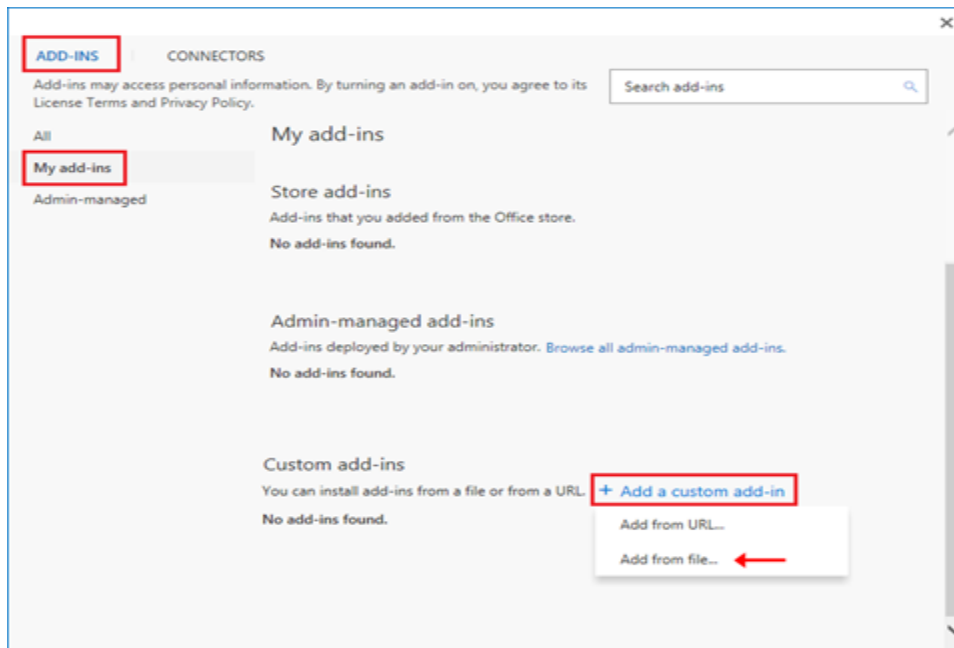 ADD-INS
CONNECTORS
Add-ins may access personal information. By turning an add-in on, you agree to its
License Terms and Privacy Policy.
Search add-ins
All
My add-ins
Admin-managed
My add-ins
Store add-ins
Add-ins that you added from the Office store.
No add-ins found.
Admin-managed add-ins
Add-ins deployed by your administrator. Browse all admin-managed add-ins.
No add-ins found.
Custom add-ins
You can install add-ins from a file or from a URL. + Add a custom add-in
No add-ins found.
Add from URL...
Add from file...